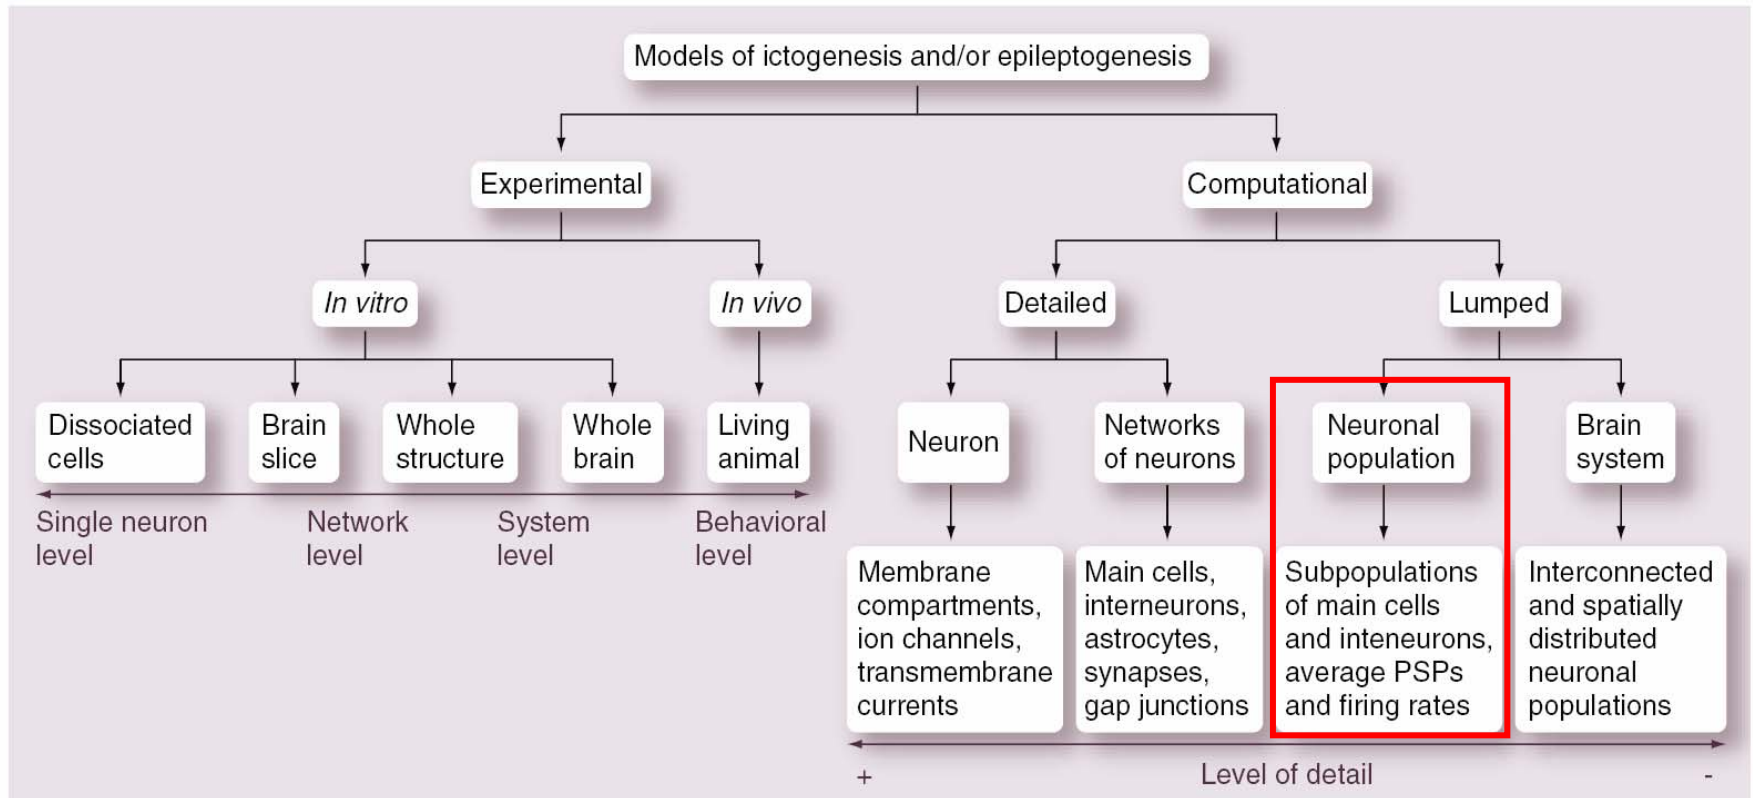 Models of ictogenesis and/or epileptogenesis
Experimental
Computational
In vitro
In vivo
Detailed
Lumped
Dissociated
cells
Brain
slice
Whole
structure
Whole
brain
Living
animal
Neuron
Networks
of neurons
Neuronal
population
Brain
system
Single neuron
level
Network
level
System
level
Behavioral
level
Membrane
compartments,
ion channels,
transmembrane
currents
Main cells,
interneurons,
astrocytes,
synapses,
gap junctions
Subpopulations
of main cells
and inteneurons,
average PSPs
and firing rates
Interconnected
and spatially
distributed
neuronal
populations
+
Level of detail
-